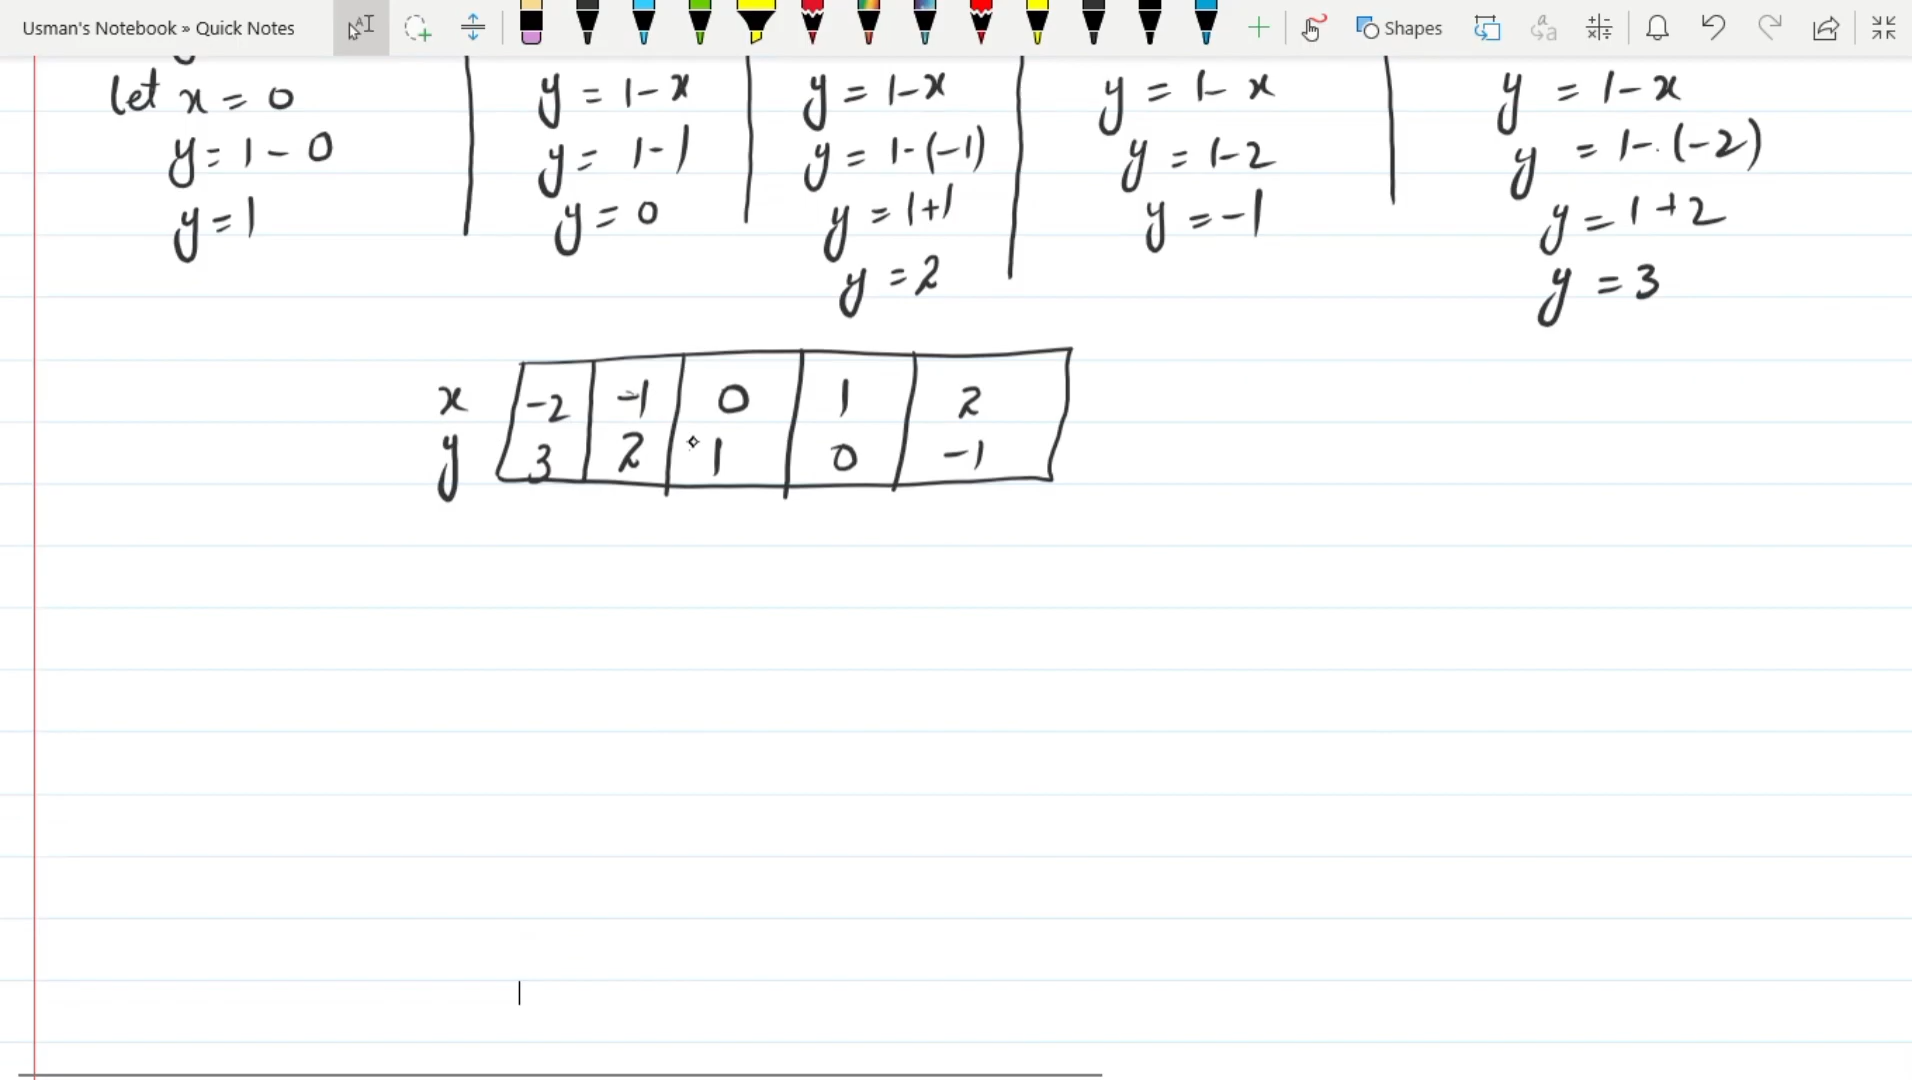 Usman's Notebook » Quick Notes
Shapes
let x = 0
y = 1 - 0
y = 1
y = 1 - x
y = 1 - 1
y = 0
y = 1 - x
y = 1 - (-1)
y = 1 + 1
y = 2
y = 1 - x
y = 1 - 2
y = -1
y = 1 - x
y = 1 - (-2)
y = 1 + 2
y = 3
x -2 -1 0 1 2
y 3 2 1 0 -1